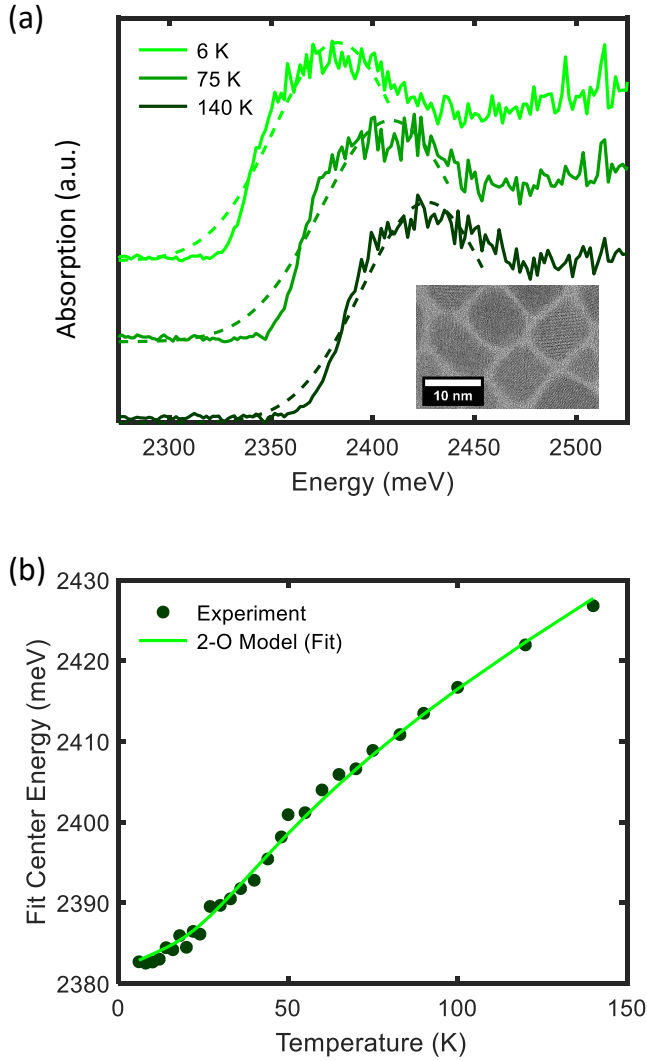 (a)
6 K
75 K
140 K
Absorption (a.u.)
10 nm
2300 2350 2400 2450 2500
Energy (meV)
(b)
2430
2420
2410
2400
2390
2380
Experiment
2-O Model (Fit)
Fit Center Energy (meV)
0 50 100 150
Temperature (K)